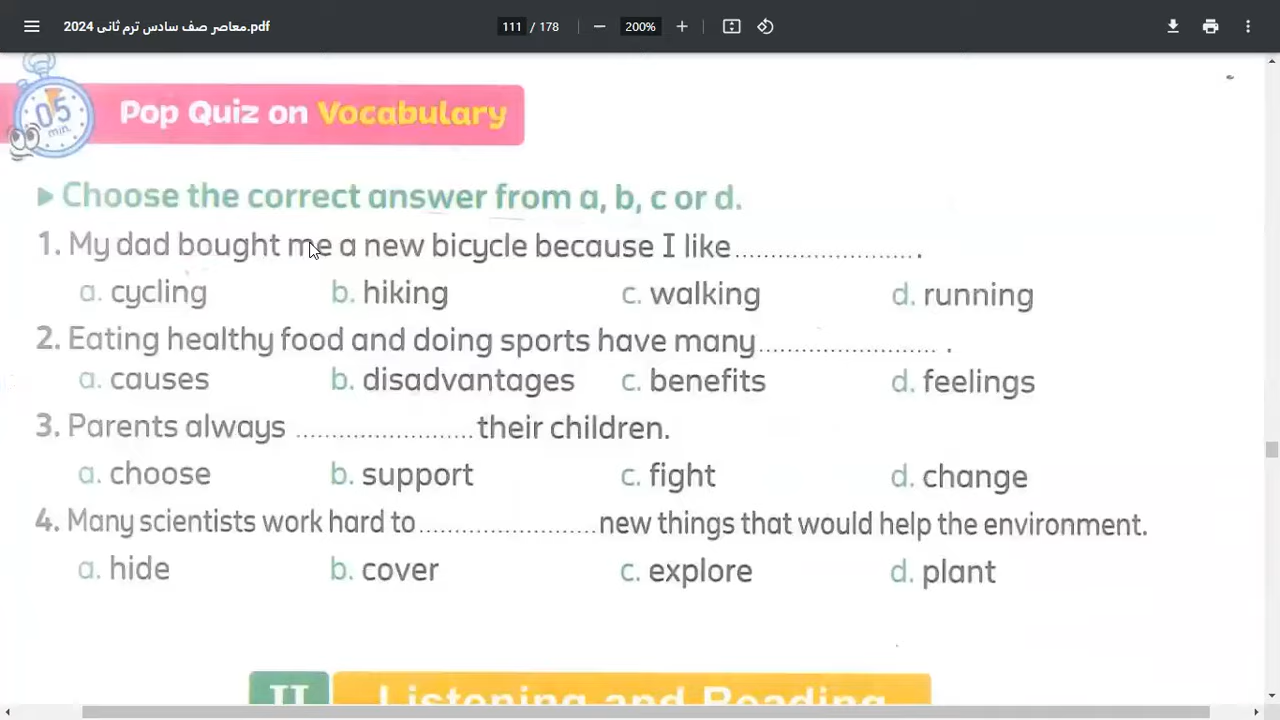 معاصر صف سادس ترم ثانى 2024.pdf
111 / 178
200%
05
min.
Pop Quiz on Vocabulary
Choose the correct answer from a, b, c or d.
1. My dad bought me a new bicycle because I like........................ .
a. cycling b. hiking c. walking d. running
2. Eating healthy food and doing sports have many........................ .
a. causes b. disadvantages c. benefits d. feelings
3. Parents always ........................ their children.
a. choose b. support c. fight d. change
4. Many scientists work hard to........................ new things that would help the environment.
a. hide b. cover c. explore d. plant
II Listening and Reading